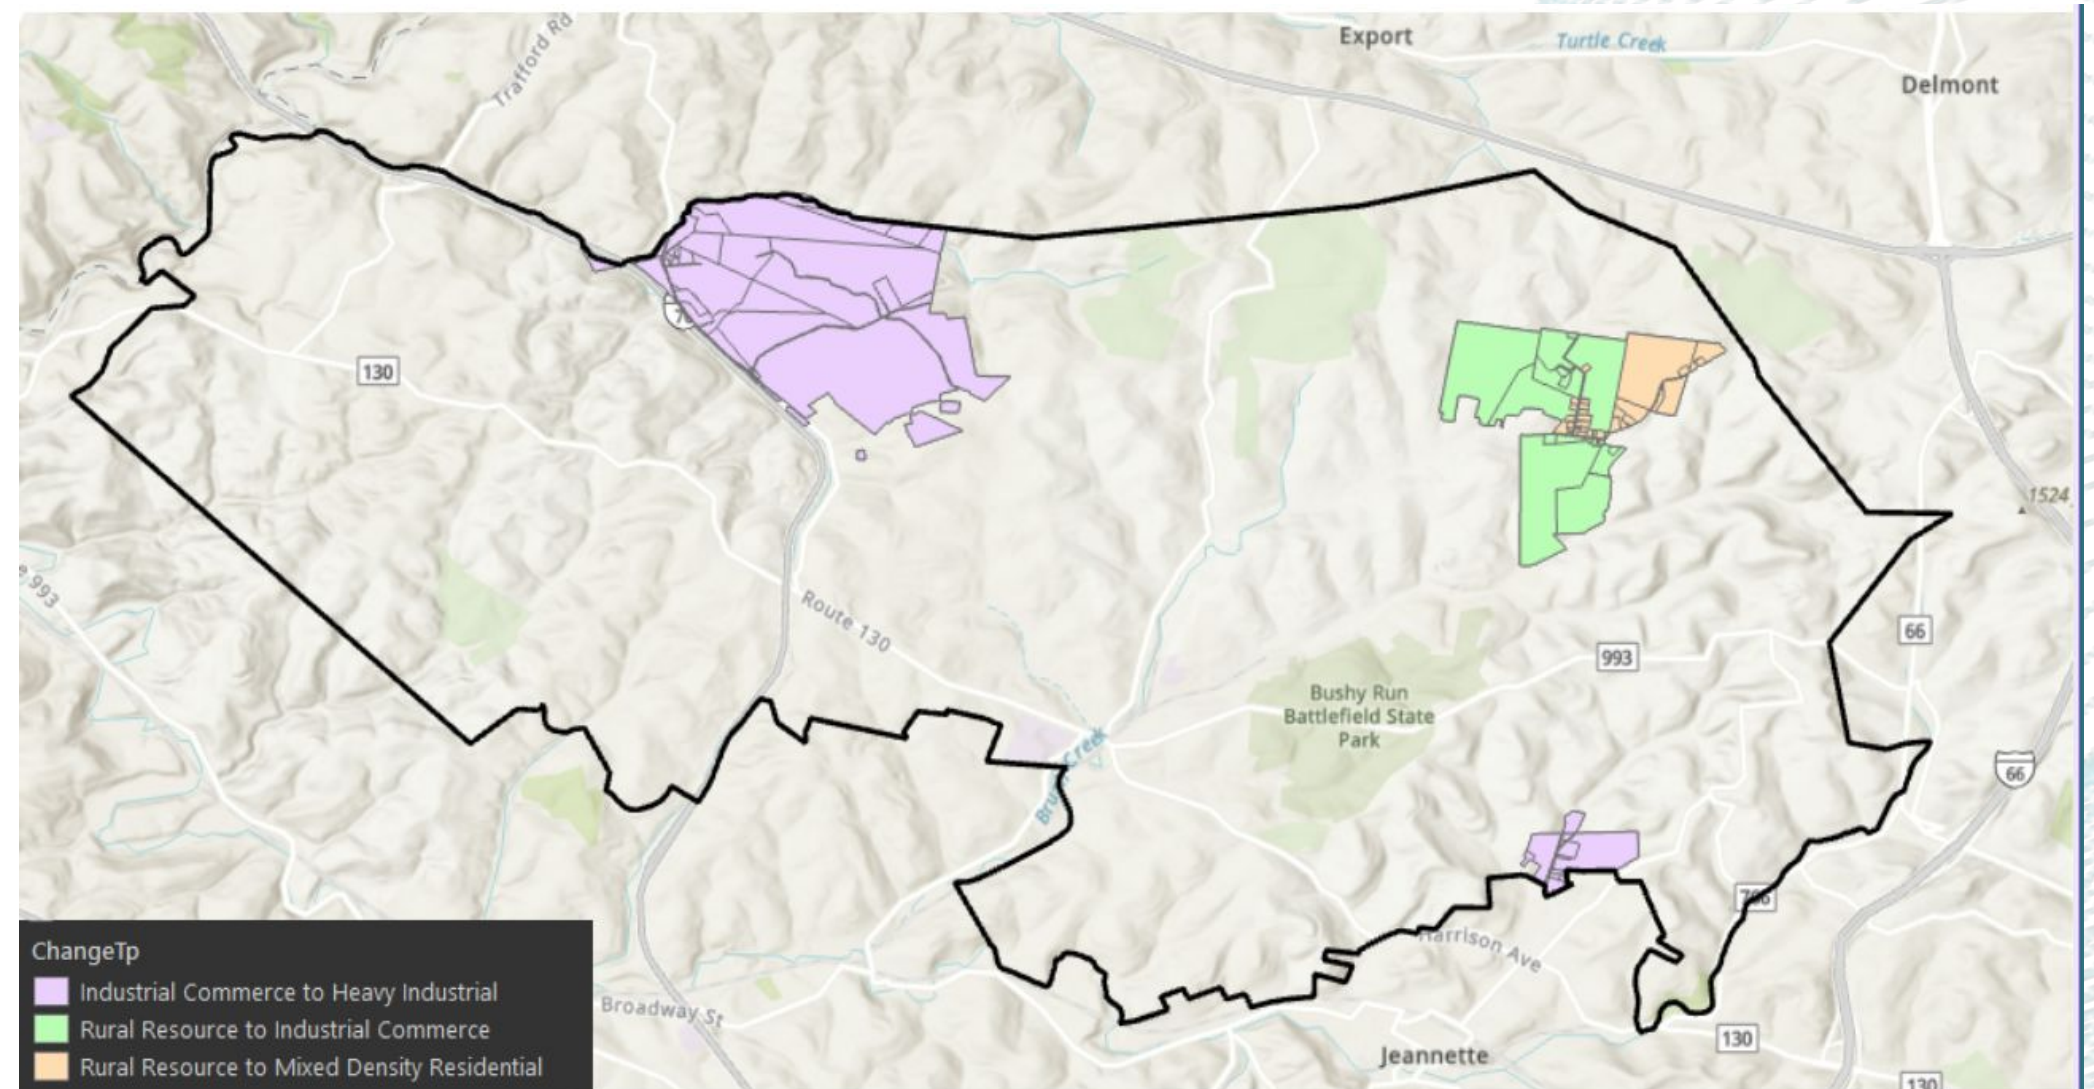 Export
Turtle Creek
Delmont
Trafford Rd
130
1524
993
Route 130
66
993
Bushy Run
Battlefield State
Park
66
Harrison Ave
Broadway St
130
Jeannette
130
ChangeTp
Industrial Commerce to Heavy Industrial
Rural Resource to Industrial Commerce
Rural Resource to Mixed Density Residential